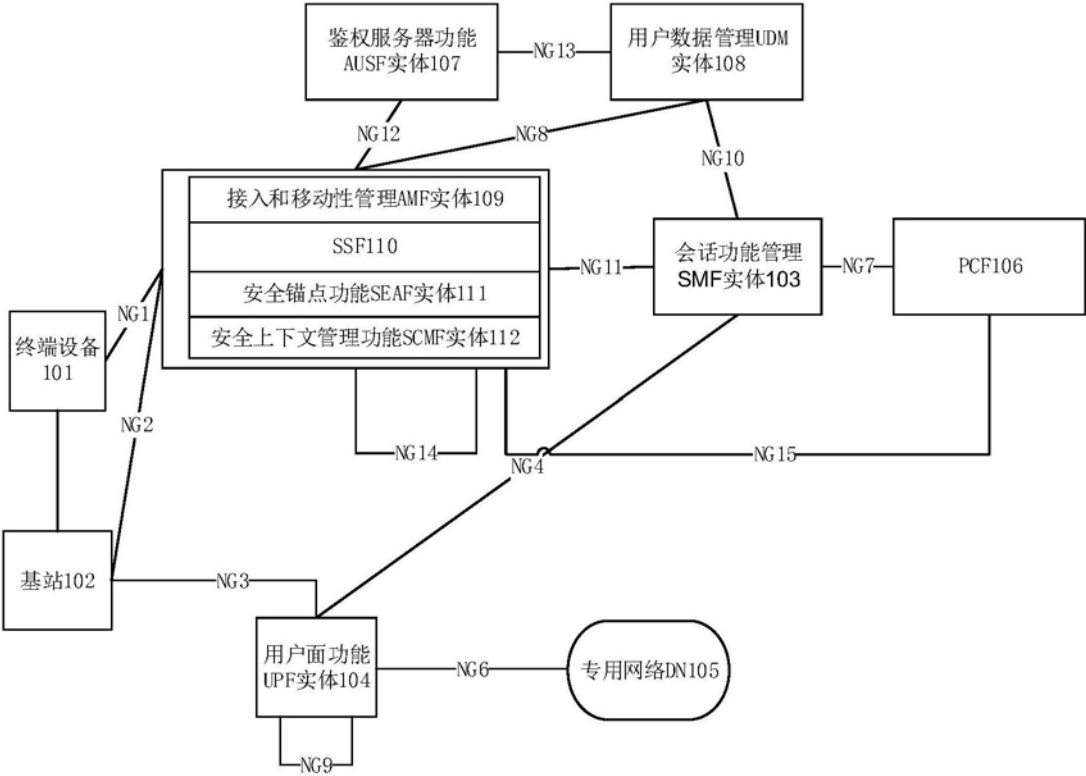 鉴权服务器功能
AUSF实体107
NG13
用户数据管理UDM
实体108
NG12
NG8
NG10
接入和移动性管理AMF实体109
SSF110
安全锚点功能SEAF实体111
安全上下文管理功能SCMF实体112
NG11
会话功能管理
SMF实体103
NG7
PCF106
NG1
终端设备
101
NG2
NG14
NG4
NG15
基站102
NG3
用户面功能
UPF实体104
NG6
专用网络DN105
NG9